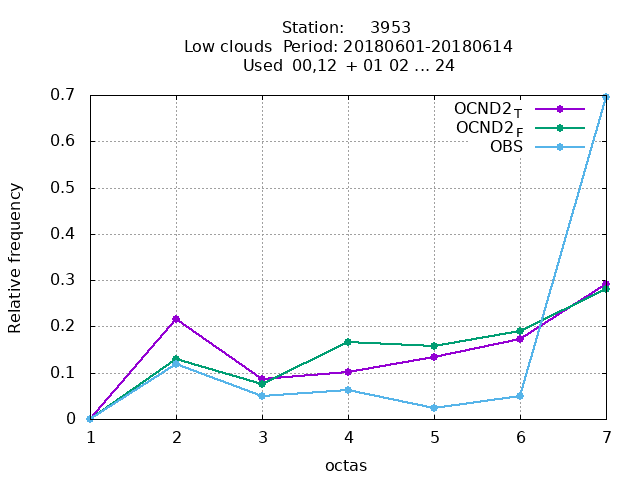 Station: 3953
Low clouds Period: 20180601-20180614
Used 00,12 + 01 02 ... 24
OCND2_T
OCND2_F
OBS
Relative frequency
0.7
0.6
0.5
0.4
0.3
0.2
0.1
0
1 2 3 4 5 6 7
octas